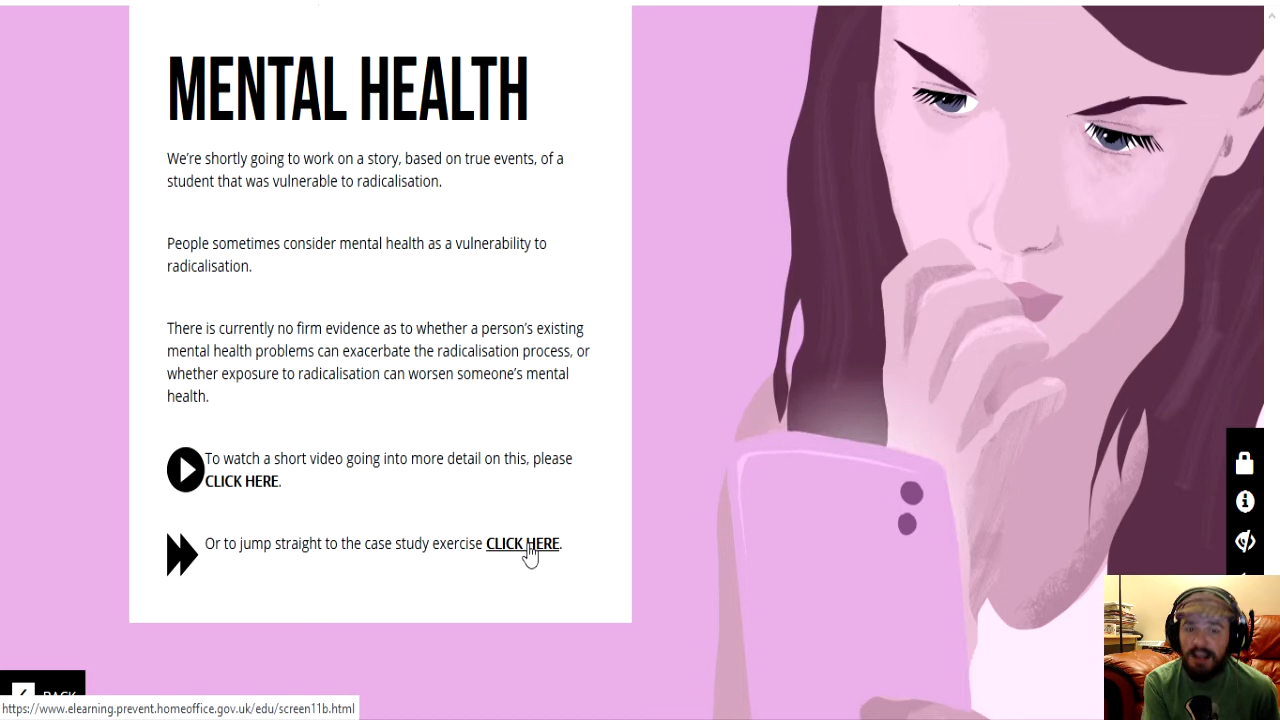 MENTAL HEALTH
We’re shortly going to work on a story, based on true events, of a
student that was vulnerable to radicalisation.
People sometimes consider mental health as a vulnerability to
radicalisation.
There is currently no firm evidence as to whether a person’s existing
mental health problems can exacerbate the radicalisation process, or
whether exposure to radicalisation can worsen someone’s mental
health.
To watch a short video going into more detail on this, please
CLICK HERE.
Or to jump straight to the case study exercise CLICK HERE.
BACK
https://www.elearning.prevent.homeoffice.gov.uk/edu/screen11b.html